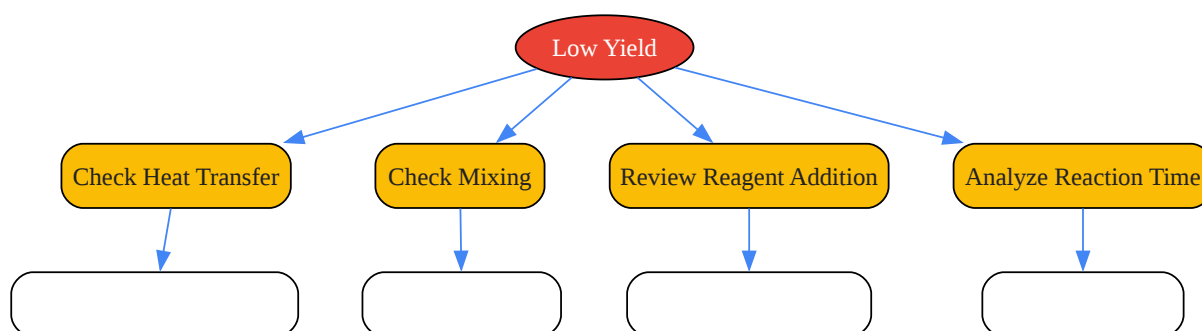 Low Yield
Check Heat Transfer
Check Mixing
Review Reagent Addition
Analyze Reaction Time